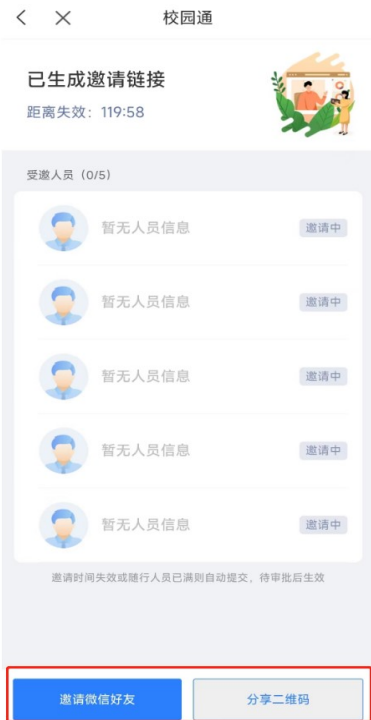 校园通
已生成邀请链接
距离失效：119:58
受邀人员（0/5）
暂无人员信息 邀请中
暂无人员信息 邀请中
暂无人员信息 邀请中
暂无人员信息 邀请中
暂无人员信息 邀请中
邀请时间失效或随行人员已满则自动提交，待审批后生效
邀请微信好友 分享二维码